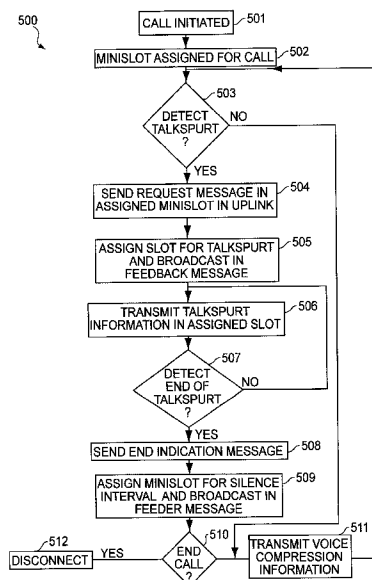 500
CALL INITIATED
501
MINISLOT ASSIGNED FOR CALL
502
503
DETECT
TALKSPURT
?
NO
YES
SEND REQUEST MESSAGE IN
ASSIGNED MINISLOT IN UPLINK
504
ASSIGN SLOT FOR TALKSPURT
AND BROADCAST IN
FEEDBACK MESSAGE
505
TRANSMIT TALKSPURT
INFORMATION IN ASSIGNED SLOT
506
507
DETECT
END OF
TALKSPURT
?
NO
YES
SEND END INDICATION MESSAGE
508
ASSIGN MINISLOT FOR SILENCE
INTERVAL AND BROADCAST IN
FEEDER MESSAGE
509
510
END
CALL
?
YES
512
DISCONNECT
511
TRANSMIT VOICE
COMPRESSION
INFORMATION